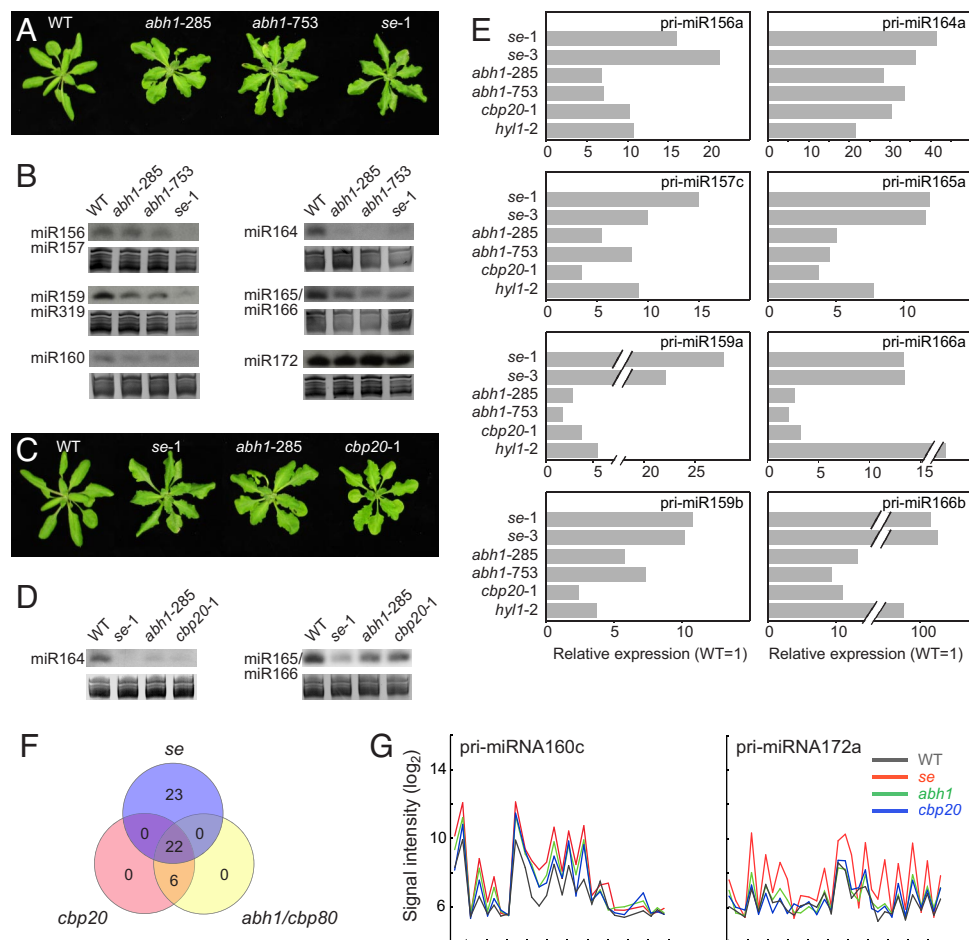 A
WT abh1-285 abh1-753 se-1
B
WT abh1-285 abh1-753 se-1
miR156
miR157
miR159
miR319
miR160
WT abh1-285 abh1-753 se-1
miR164
miR165/
miR166
miR172
C
WT se-1 abh1-285 cbp20-1
D
WT se-1 abh1-285 cbp20-1
miR164
WT se-1 abh1-285 cbp20-1
miR165/
miR166
E
pri-miR156a
se-1
se-3
abh1-285
abh1-753
cbp20-1
hyl1-2
0 5 10 15 20
pri-miR164a
0 10 20 30 40
pri-miR157c
se-1
se-3
abh1-285
abh1-753
cbp20-1
hyl1-2
0 5 10 15
pri-miR165a
0 5 10
pri-miR159a
se-1
se-3
abh1-285
abh1-753
cbp20-1
hyl1-2
0 5 22 20
pri-miR166a
0 5 10 15
pri-miR159b
se-1
se-3
abh1-285
abh1-753
cbp20-1
hyl1-2
0 5 10
Relative expression (WT=1)
pri-miR166b
0 10 100
Relative expression (WT=1)
F
se
23
0 0
22
0 6 0
cbp20 abh1/cbp80
G
Signal intensity (log2)
14
10
6
pri-miRNA160c
pri-miRNA172a
WT
se
abh1
cbp20